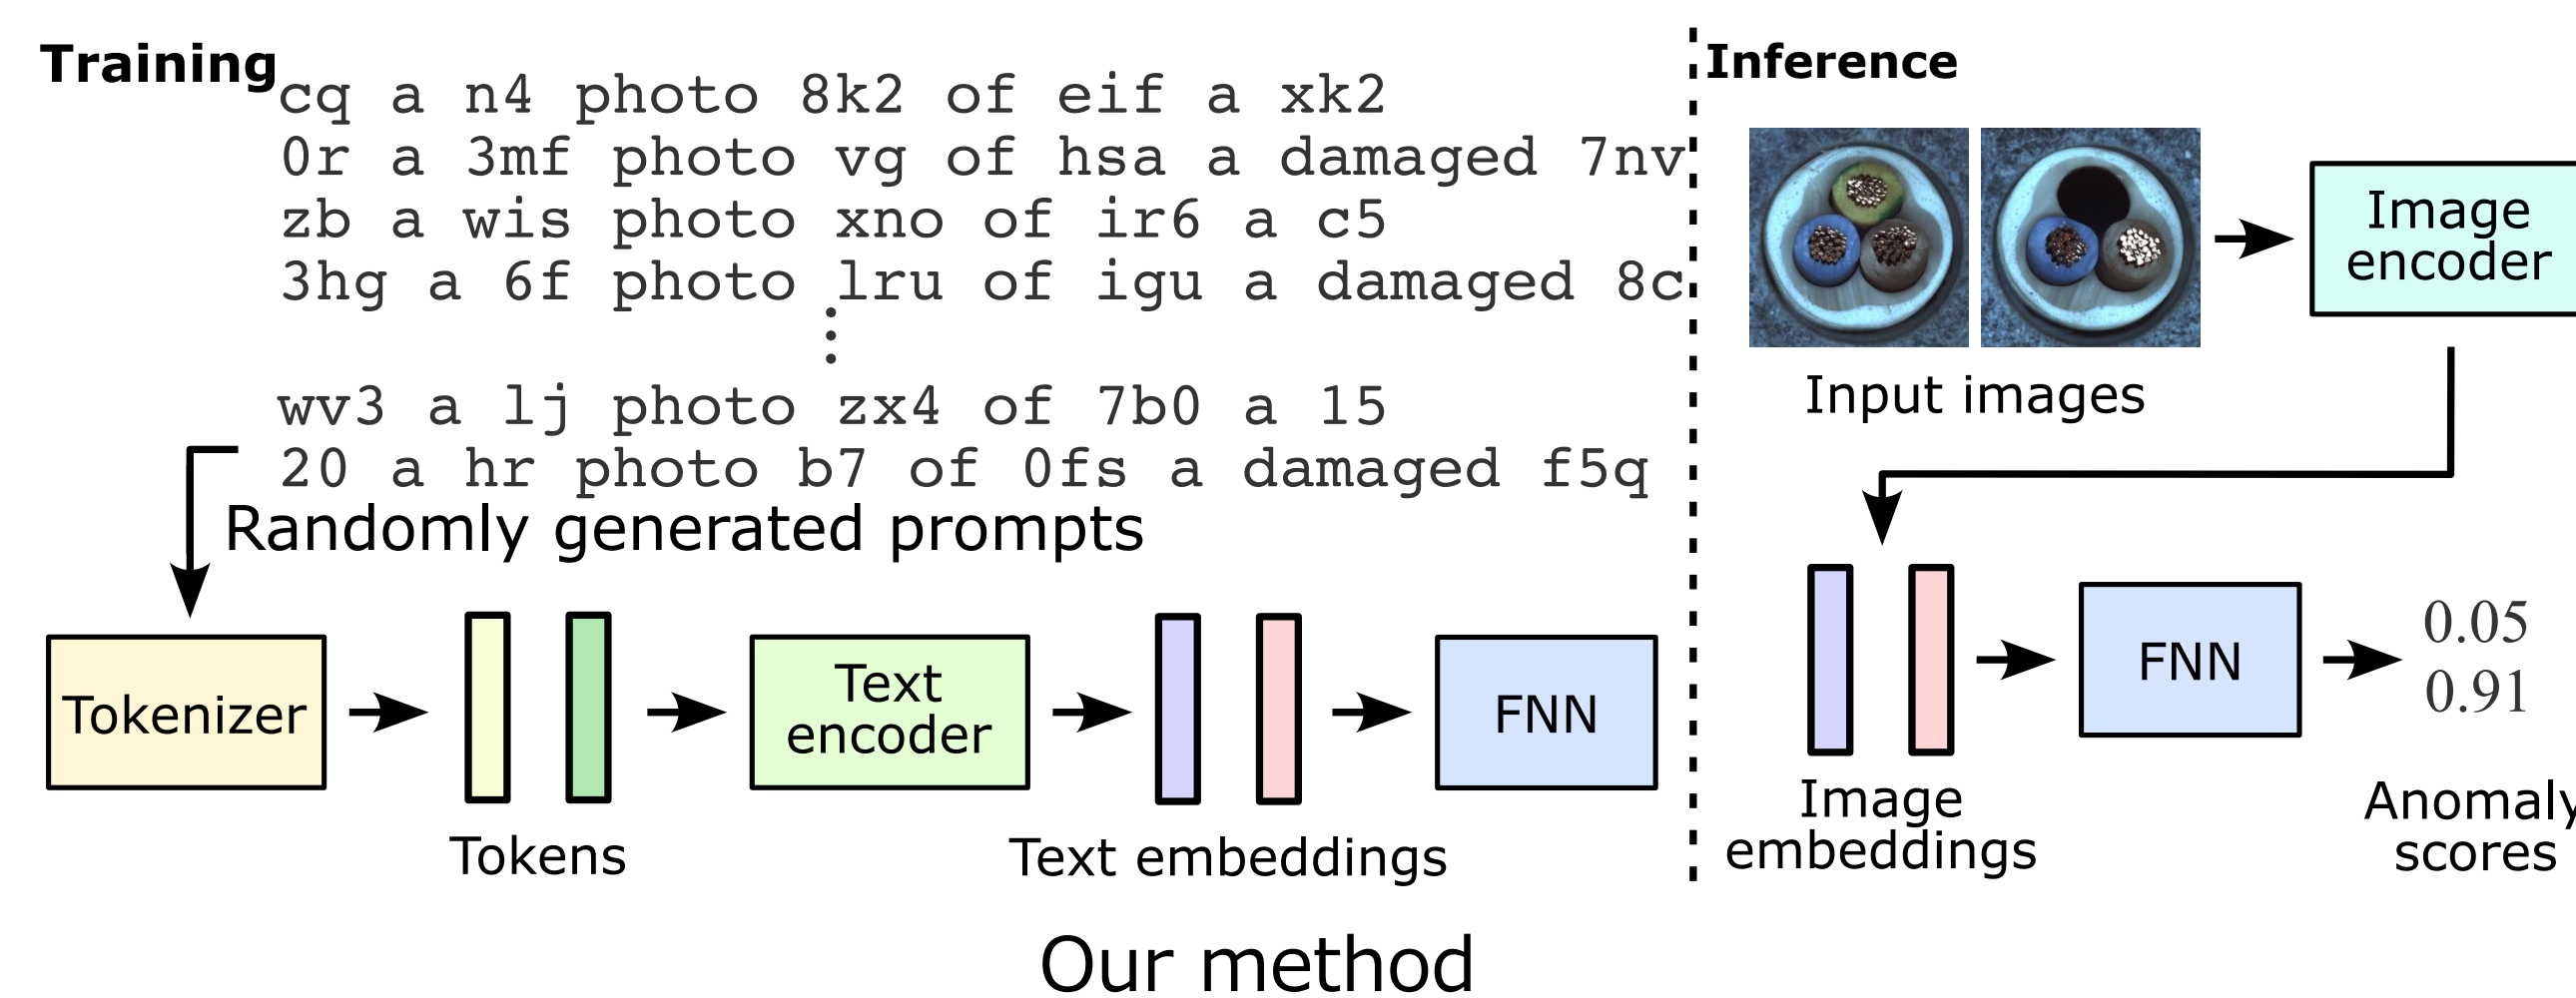 Training
cq a n4 photo 8k2 of eif a xk2
0r a 3mf photo vg of hsa a damaged 7nv
zb a wis photo xno of ir6 a c5
3hg a 6f photo lru of igu a damaged 8c
wv3 a lj photo zx4 of 7b0 a 15
20 a hr photo b7 of 0fs a damaged f5q
Randomly generated prompts
Tokenizer
Tokens
Text
encoder
Text embeddings
FNN
Inference
Input images
Image
encoder
Image
embeddings
FNN
0.05
0.91
Anomaly
scores
Our method